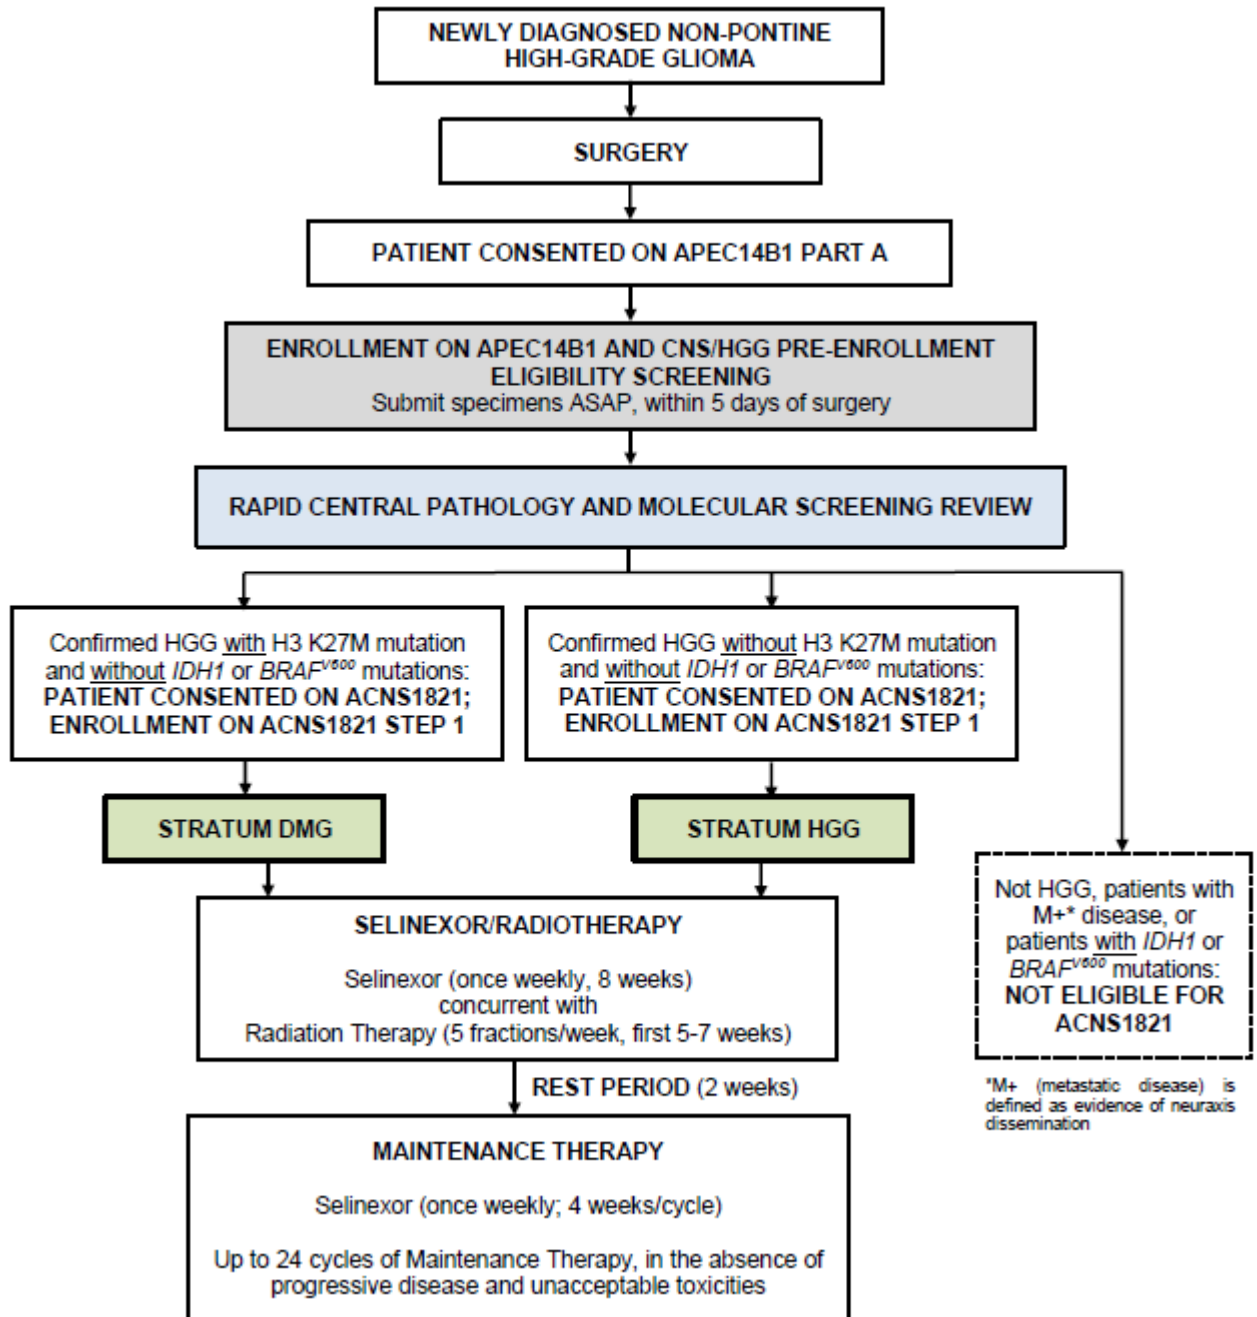 NEWLY DIAGNOSED NON-PONTINE
HIGH-GRADE GLIOMA
SURGERY
PATIENT CONSENTED ON APEC14B1 PART A
ENROLLMENT ON APEC14B1 AND CNS/HGG PRE-ENROLLMENT
ELIGIBILITY SCREENING
Submit specimens ASAP, within 5 days of surgery
RAPID CENTRAL PATHOLOGY AND MOLECULAR SCREENING REVIEW
Confirmed HGG with H3 K27M mutation
and without IDH1 or BRAFV600 mutations:
PATIENT CONSENTED ON ACNS1821;
ENROLLMENT ON ACNS1821 STEP 1
Confirmed HGG without H3 K27M mutation
and without IDH1 or BRAFV600 mutations:
PATIENT CONSENTED ON ACNS1821;
ENROLLMENT ON ACNS1821 STEP 1
STRATUM DMG
STRATUM HGG
Not HGG, patients with
M+* disease, or
patients with IDH1 or
BRAFV600 mutations:
NOT ELIGIBLE FOR
ACNS1821
*M+ (metastatic disease) is
defined as evidence of neuraxis
dissemination
SELINEXOR/RADIOTHERAPY
Selinexor (once weekly, 8 weeks)
concurrent with
Radiation Therapy (5 fractions/week, first 5-7 weeks)
REST PERIOD (2 weeks)
MAINTENANCE THERAPY
Selinexor (once weekly; 4 weeks/cycle)
Up to 24 cycles of Maintenance Therapy, in the absence of
progressive disease and unacceptable toxicities